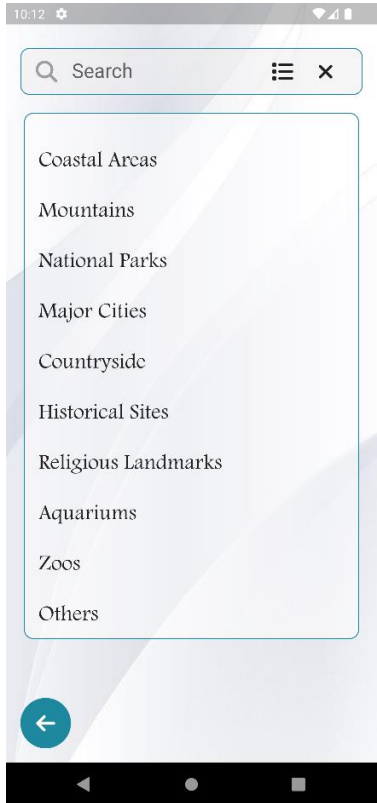 10:12
Search
Coastal Areas
Mountains
National Parks
Major Cities
Countryside
Historical Sites
Religious Landmarks
Aquariums
Zoos
Others